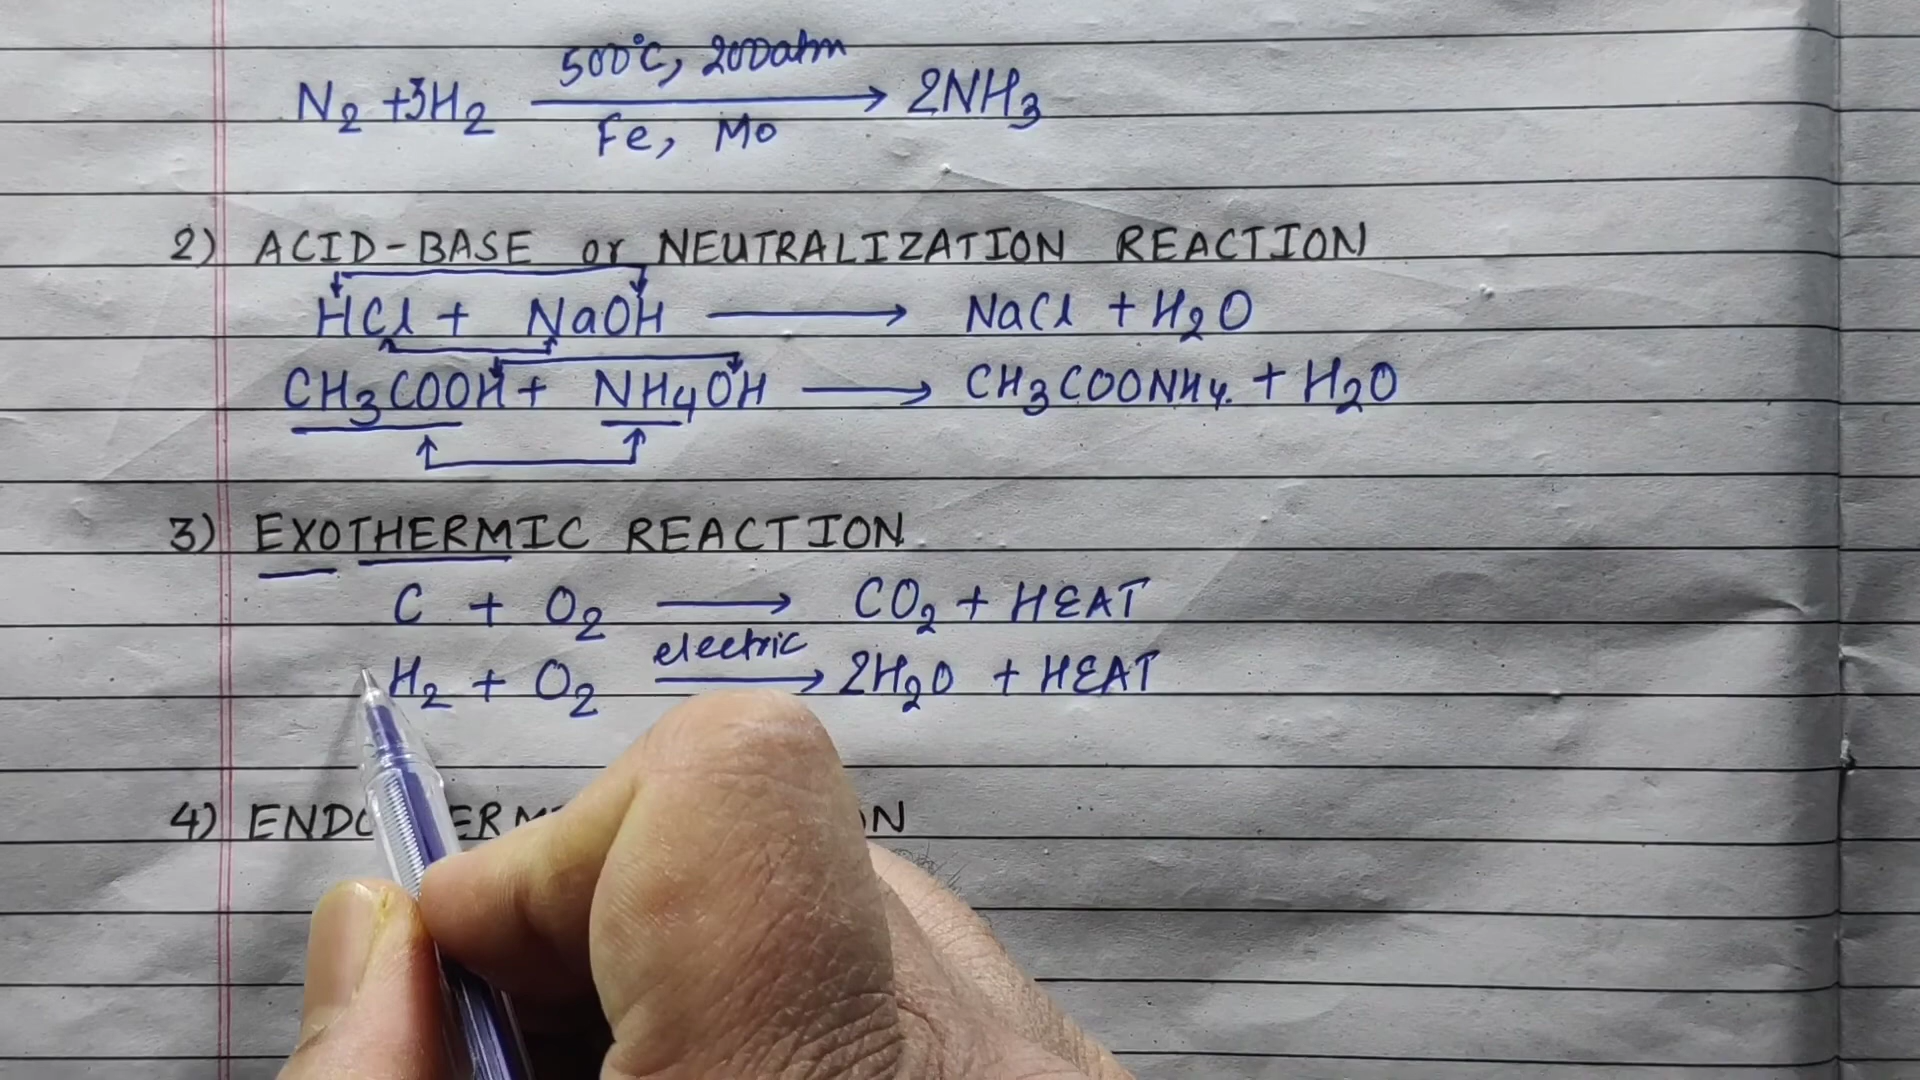 500°C, 200atm
N₂ + 3H₂ ⟶ 2NH₃
Fe, Mo
2) ACID-BASE or NEUTRALIZATION REACTION
HCl + NaOH ⟶ NaCl + H₂O
CH₃COOH + NH₄OH ⟶ CH₃COONH₄. + H₂O
3) EXOTHERMIC REACTION.
C + O₂ ⟶ CO₂ + HEAT
electric
H₂ + O₂ ⟶ 2H₂O + HEAT
4)